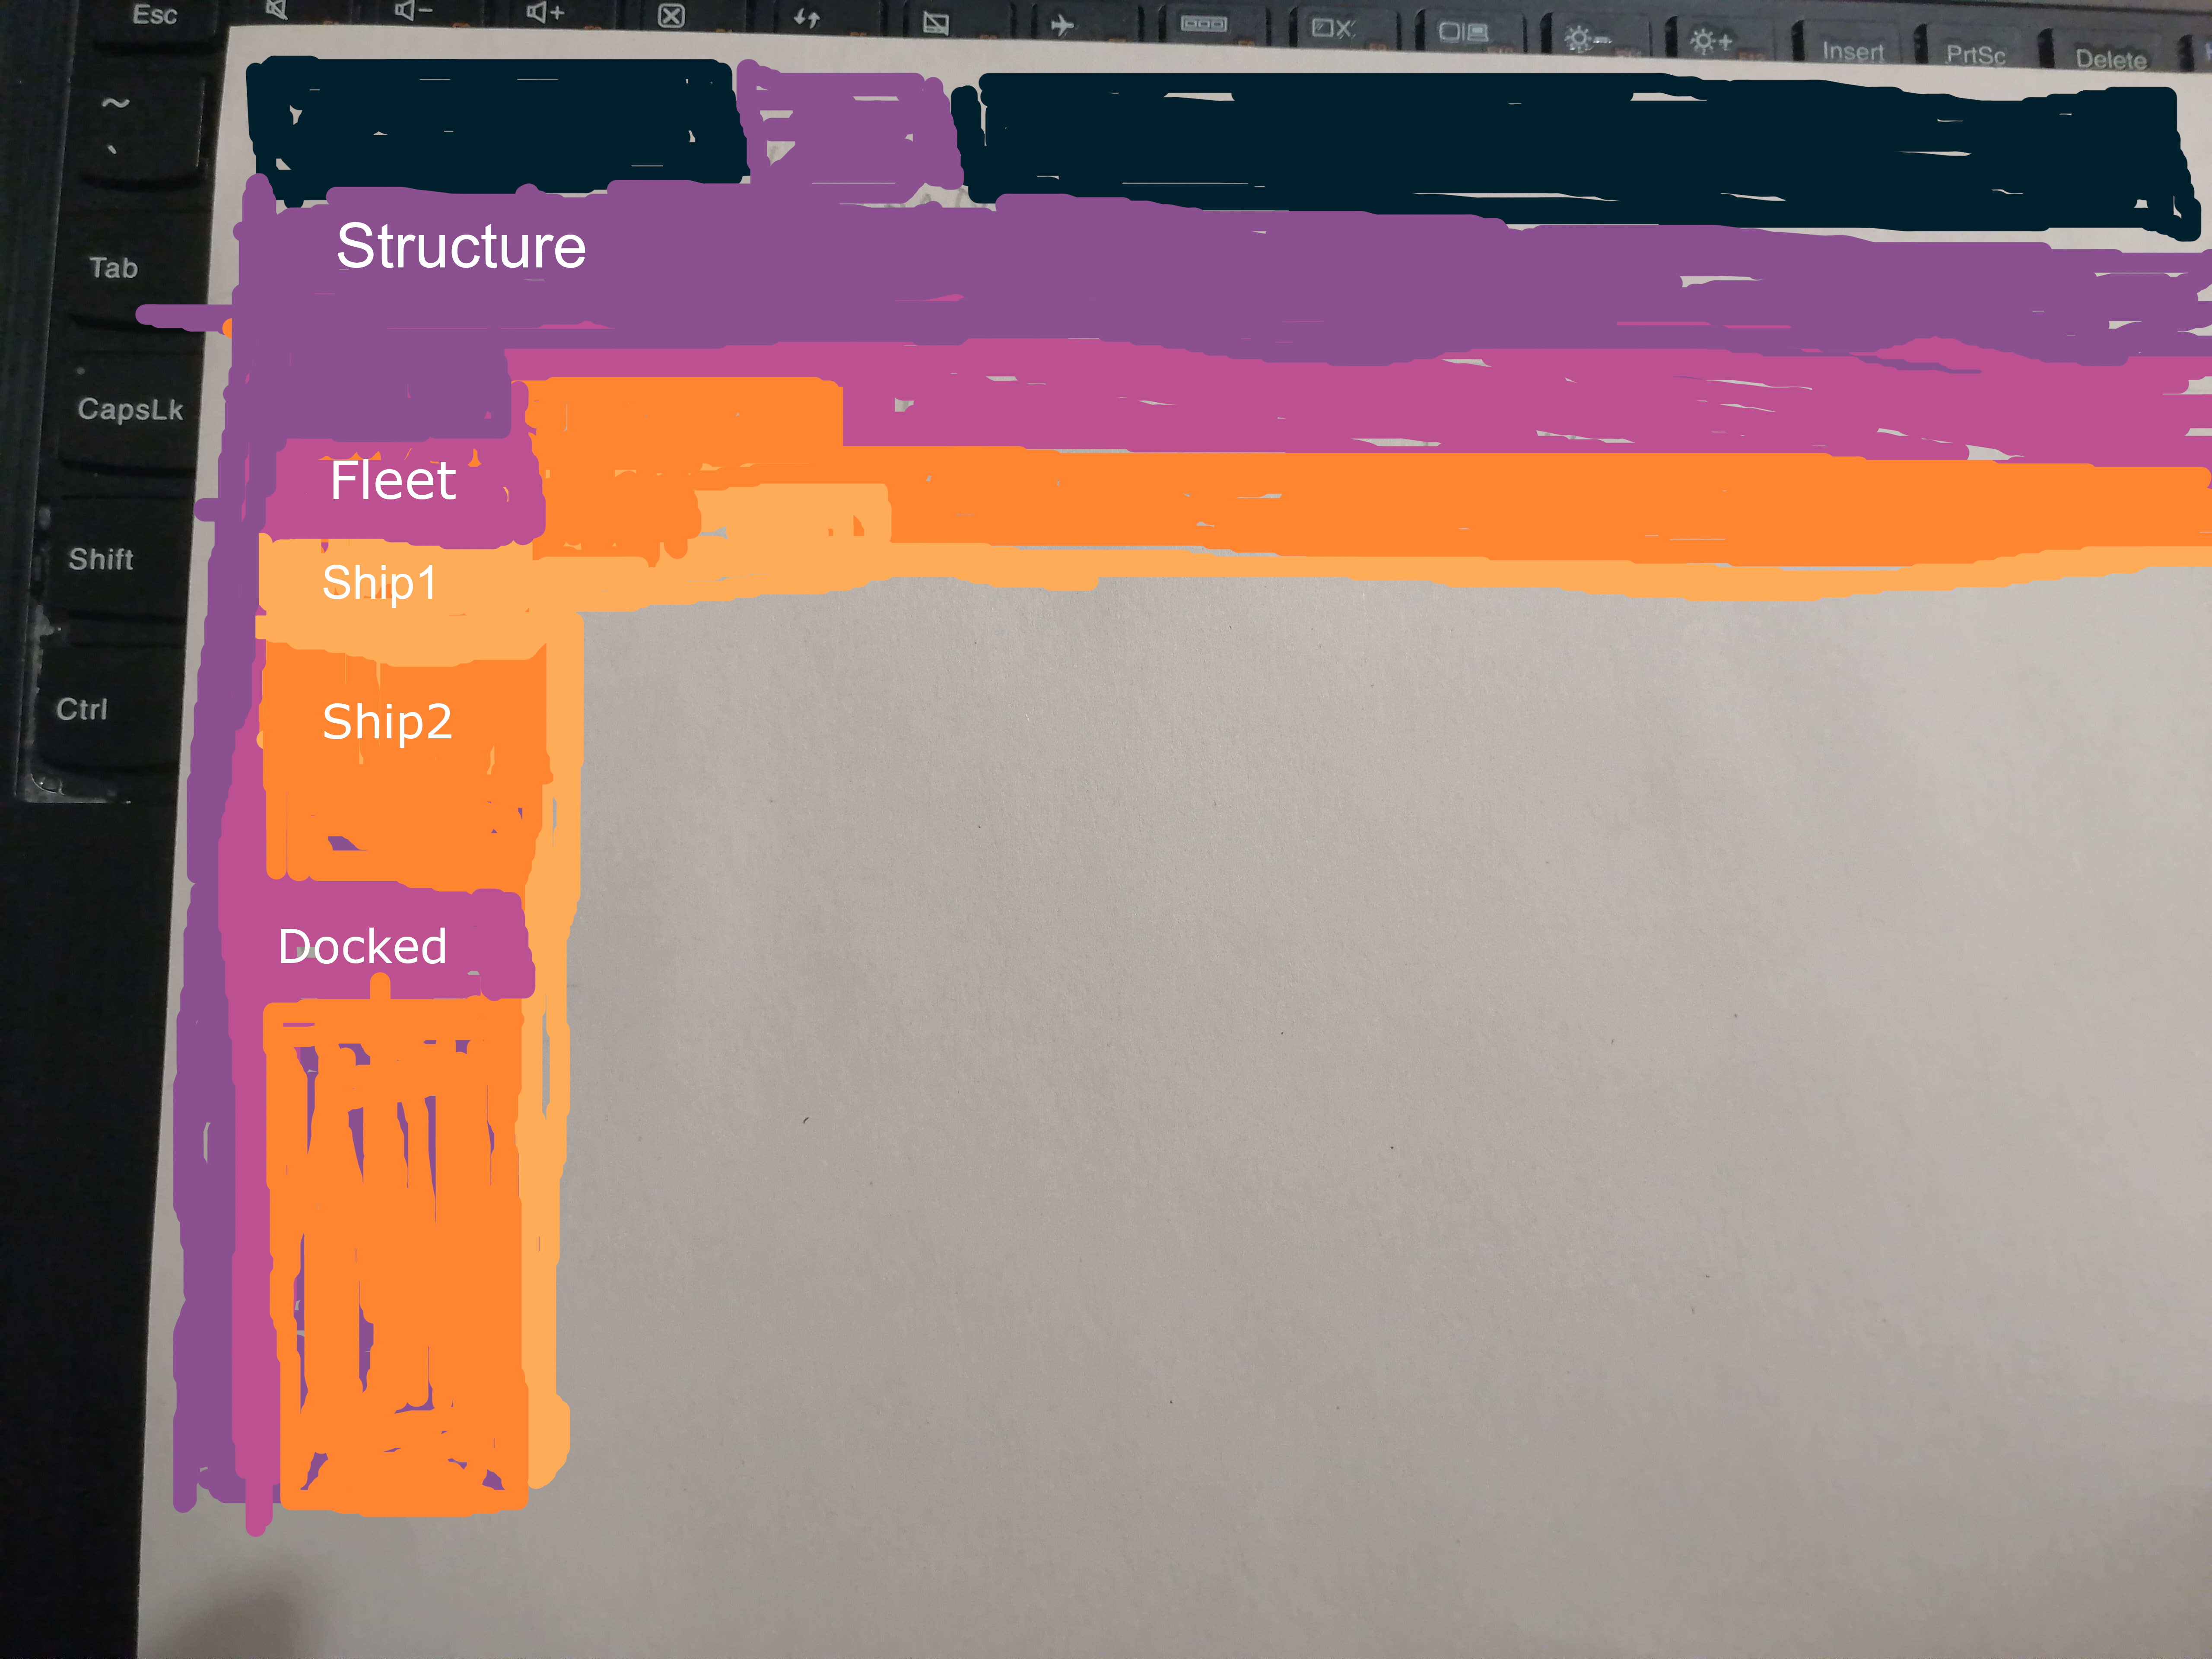 Esc
Insert
PrtSc
Delete
~
`
Tab
CapsLk
Shift
Ctrl
Structure
Fleet
Ship1
Ship2
Docked